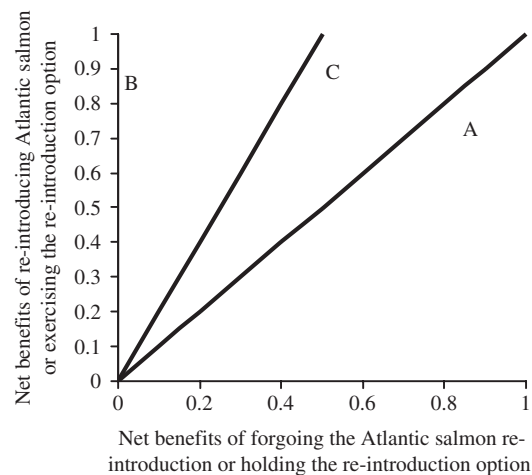 Net benefits of re-introducing Atlantic salmon
or exercising the re-introduction option
1
0.9
0.8
0.7
0.6
0.5
0.4
0.3
0.2
0.1
0
B
C
A
0
0.2
0.4
0.6
0.8
1
Net benefits of forgoing the Atlantic salmon re-
introduction or holding the re-introduction option